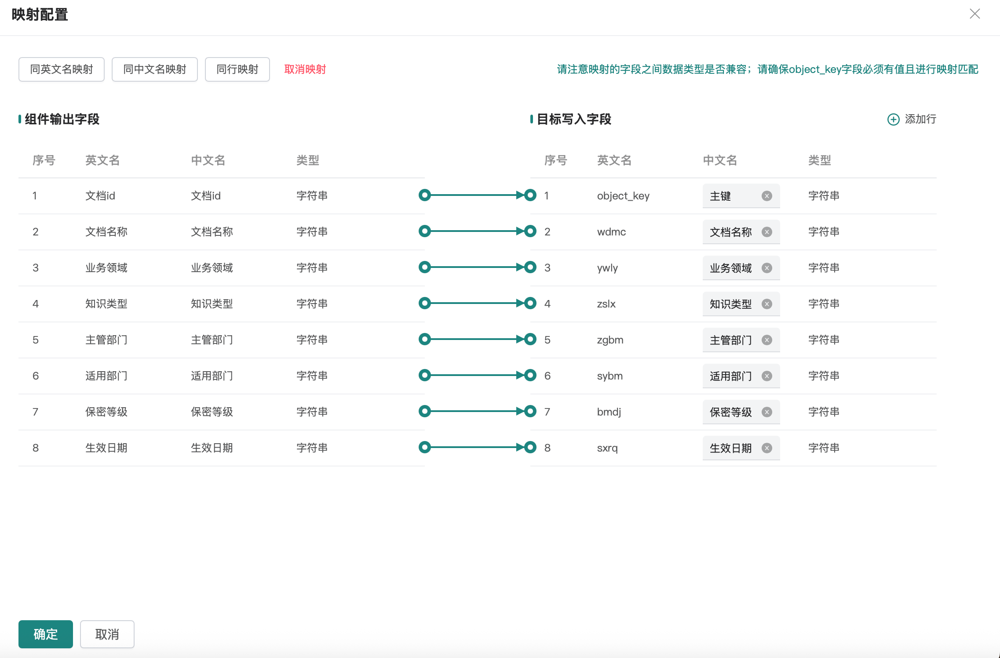 映射配置
同英文名映射 同中文名映射 同行映射 取消映射 请注意映射的字段之间数据类型是否兼容；请确保object_key字段必须有值且进行映射匹配
组件输出字段 目标写入字段 添加行
序号 英文名 中文名 类型 序号 英文名 中文名 类型
1 文档id 文档id 字符串 1 object_key 主键 字符串
2 文档名称 文档名称 字符串 2 wdmc 文档名称 字符串
3 业务领域 业务领域 字符串 3 ywly 业务领域 字符串
4 知识类型 知识类型 字符串 4 zslx 知识类型 字符串
5 主管部门 主管部门 字符串 5 zgbm 主管部门 字符串
6 适用部门 适用部门 字符串 6 sybm 适用部门 字符串
7 保密等级 保密等级 字符串 7 bmdj 保密等级 字符串
8 生效日期 生效日期 字符串 8 sxrq 生效日期 字符串
确定 取消